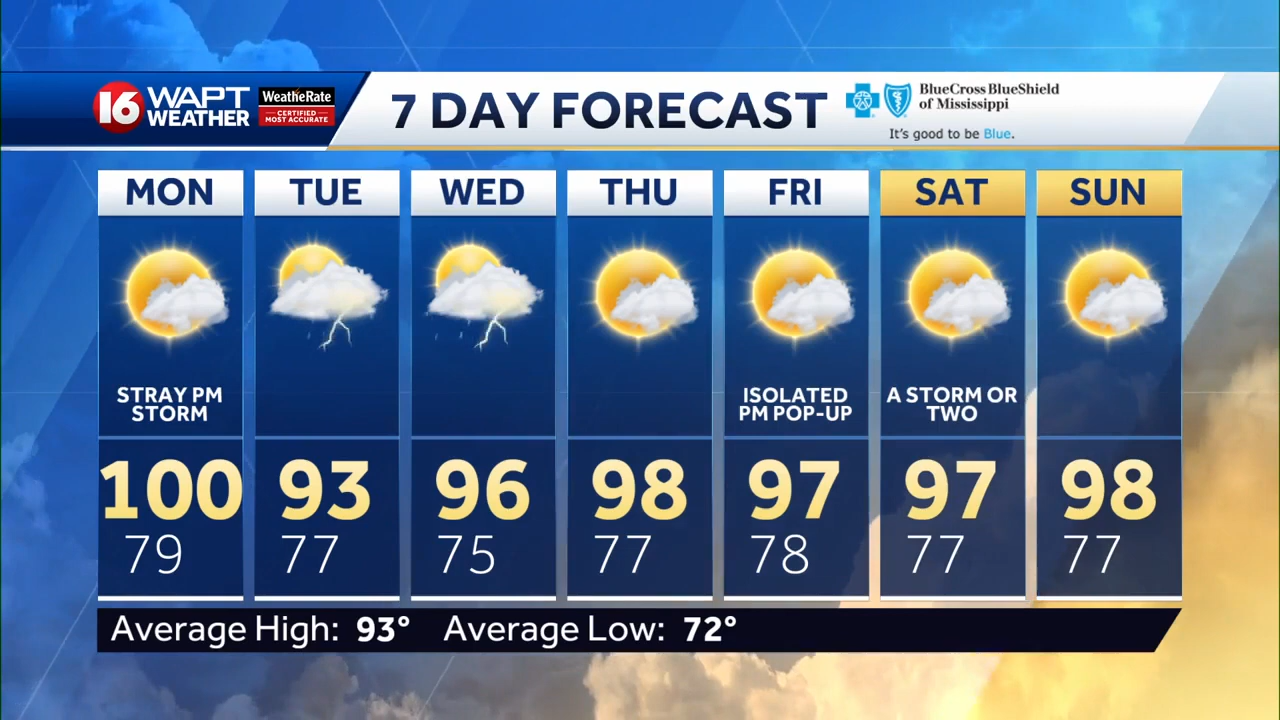 16 WAPT
WEATHER
WeatheRate
CERTIFIED
MOST ACCURATE
7 DAY FORECAST
BlueCross BlueShield
of Mississippi
It's good to be Blue.
MON TUE WED THU FRI SAT SUN
STRAY PM
STORM
ISOLATED
PM POP-UP
A STORM OR
TWO
100 93 96 98 97 97 98
79 77 75 77 78 77 77
Average High: 93° Average Low: 72°